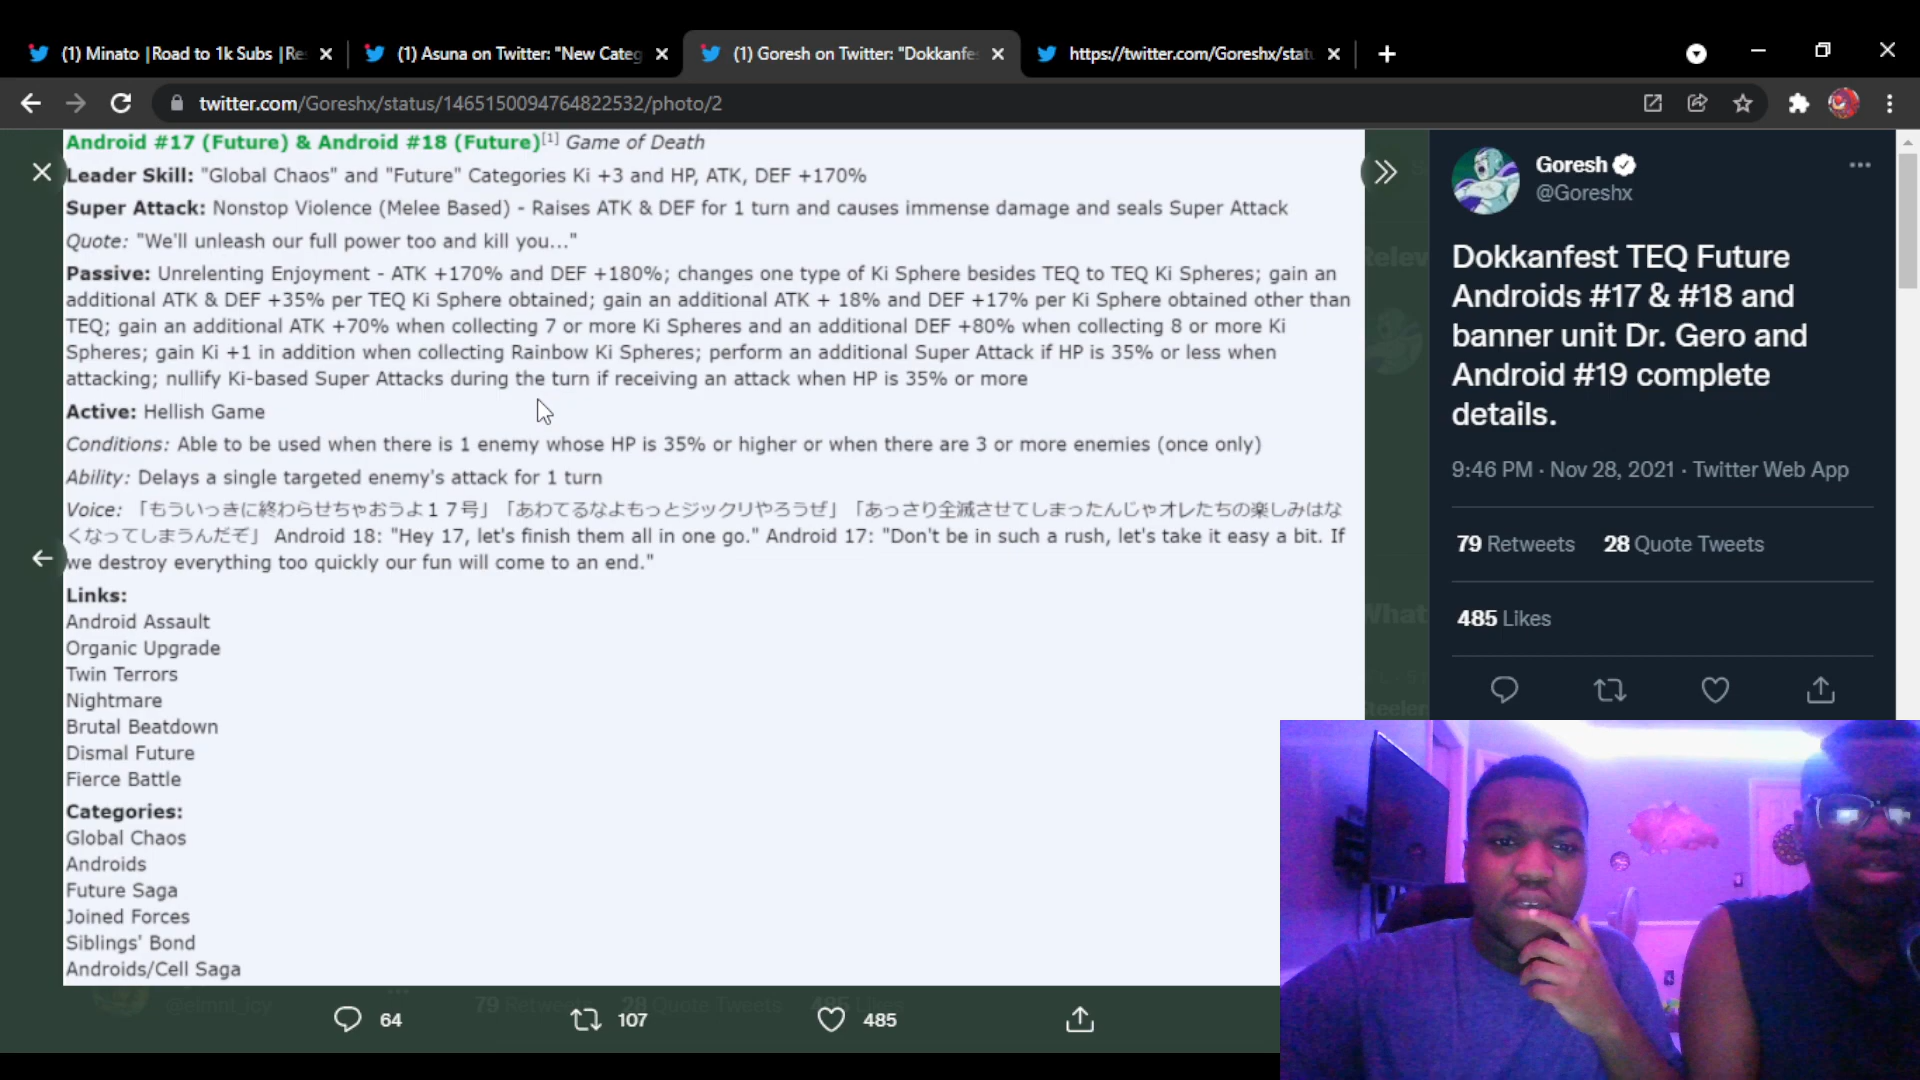 (1) Minato |Road to 1k Subs |Re
(1) Asuna on Twitter: "New Categ
(1) Goresh on Twitter: "Dokkanfe
https://twitter.com/Goreshx/stat
twitter.com/Goreshx/status/1465150094764822532/photo/2
Android #17 (Future) & Android #18 (Future)[1] Game of Death
Leader Skill: "Global Chaos" and "Future" Categories Ki +3 and HP, ATK, DEF +170%
Super Attack: Nonstop Violence (Melee Based) - Raises ATK & DEF for 1 turn and causes immense damage and seals Super Attack
Quote: "We'll unleash our full power too and kill you..."
Passive: Unrelenting Enjoyment - ATK +170% and DEF +180%; changes one type of Ki Sphere besides TEQ to TEQ Ki Spheres; gain an
additional ATK & DEF +35% per TEQ Ki Sphere obtained; gain an additional ATK + 18% and DEF +17% per Ki Sphere obtained other than
TEQ; gain an additional ATK +70% when collecting 7 or more Ki Spheres and an additional DEF +80% when collecting 8 or more Ki
Spheres; gain Ki +1 in addition when collecting Rainbow Ki Spheres; perform an additional Super Attack if HP is 35% or less when
attacking; nullify Ki-based Super Attacks during the turn if receiving an attack when HP is 35% or more
Active: Hellish Game
Conditions: Able to be used when there is 1 enemy whose HP is 35% or higher or when there are 3 or more enemies (once only)
Ability: Delays a single targeted enemy's attack for 1 turn
Voice: 「もういっきに終わらせちゃおうよ１７号」「あわてるなよもっとジックリやろうぜ」「あっさり全滅させてしまったんじゃオレたちの楽しみはな
くなってしまうんだぞ」 Android 18: "Hey 17, let's finish them all in one go." Android 17: "Don't be in such a rush, let's take it easy a bit. If
we destroy everything too quickly our fun will come to an end."
Links:
Android Assault
Organic Upgrade
Twin Terrors
Nightmare
Brutal Beatdown
Dismal Future
Fierce Battle
Categories:
Global Chaos
Androids
Future Saga
Joined Forces
Siblings' Bond
Androids/Cell Saga
64
107
485
@elmnt_jcy
79 Retweets 28 Quote Tweets 485 Likes
Goresh
@Goreshx
Dokkanfest TEQ Future
Androids #17 & #18 and
banner unit Dr. Gero and
Android #19 complete
details.
9:46 PM · Nov 28, 2021 · Twitter Web App
79 Retweets 28 Quote Tweets
485 Likes